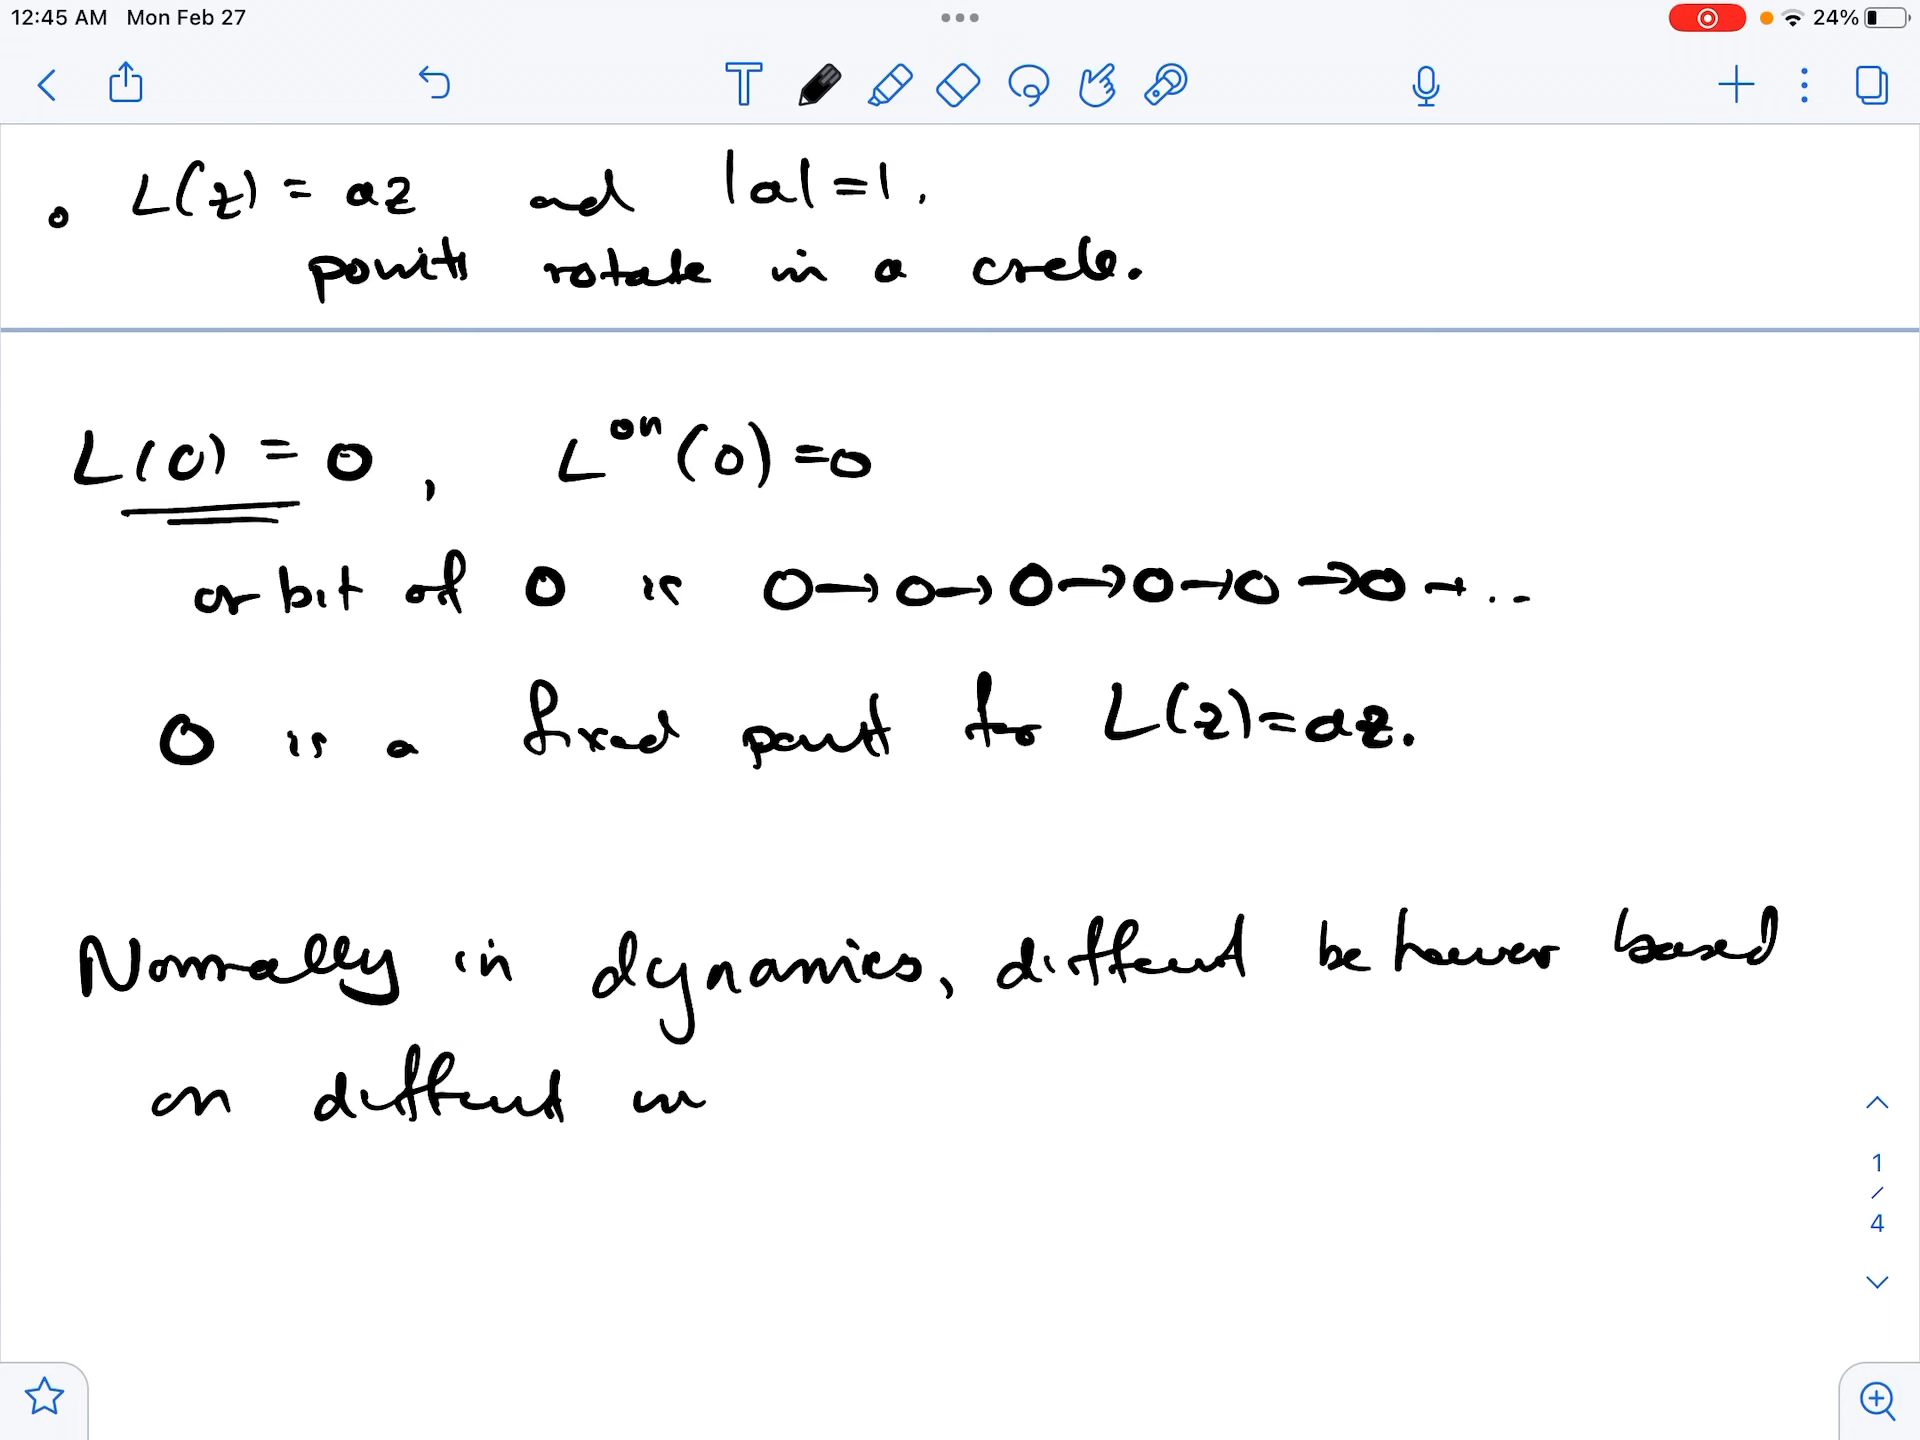 12:45 AM Mon Feb 27
24%
T
• L(z) = az and |a|=1.
points rotate in a circle.
L(0) = 0, L^{on}(0)=0
orbit of 0 is 0→0→0→0→0→0→...
0 is a fixed point for L(z)=az.
Normally in dynamics, different behavior based
on different in
1
/
4